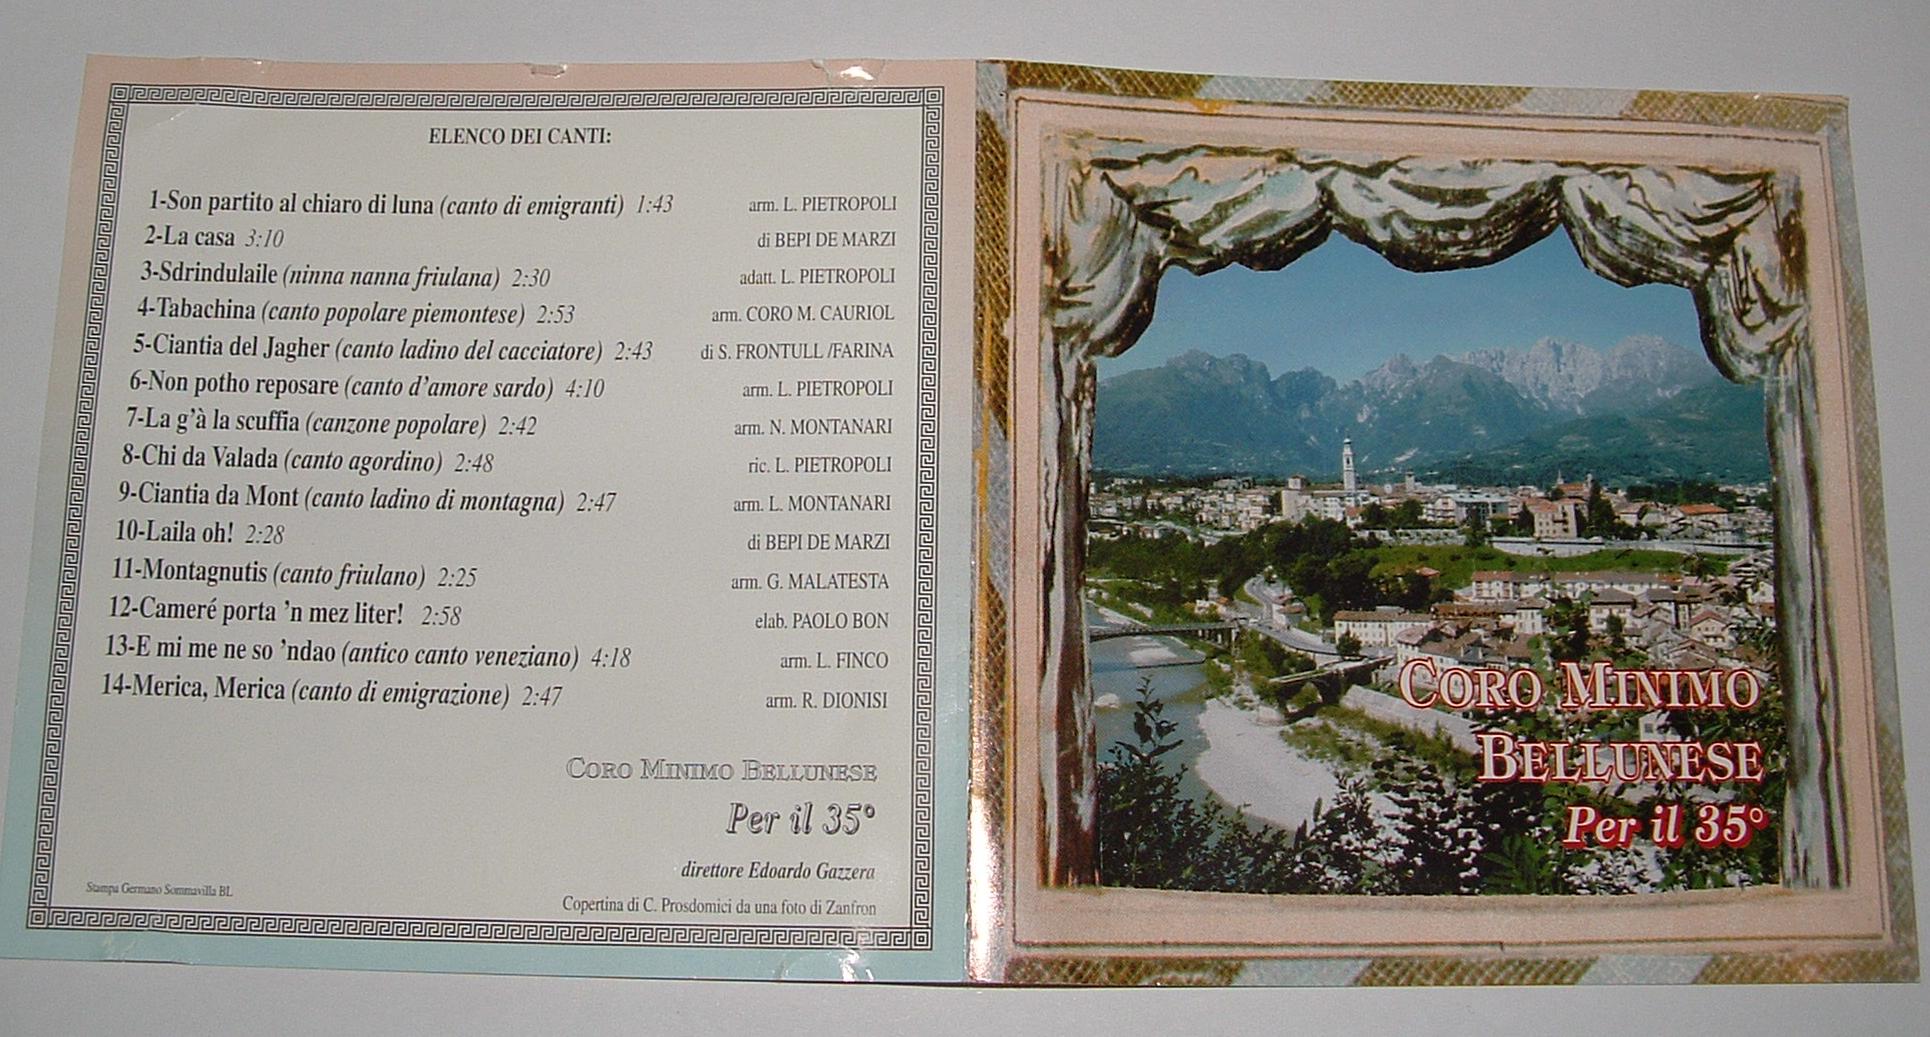 ELENCO DEI CANTI:
1-Son partito al chiaro di luna (canto di emigranti) 1:43 arm. L. PIETROPOLI
2-La casa 3:10 di BEPI DE MARZI
3-Sdrindulaile (ninna nanna friulana) 2:30 adatt. L. PIETROPOLI
4-Tabachina (canto popolare piemontese) 2:53 arm. CORO M. CAURIOL
5-Ciantia del Jagher (canto ladino del cacciatore) 2:43 di S. FRONTULL /FARINA
6-Non potho reposare (canto d'amore sardo) 4:10 arm. L. PIETROPOLI
7-La g'à la scuffia (canzone popolare) 2:42 arm. N. MONTANARI
8-Chi da Valada (canto agordino) 2:48 ric. L. PIETROPOLI
9-Ciantia da Mont (canto ladino di montagna) 2:47 arm. L. MONTANARI
10-Laila oh! 2:28 di BEPI DE MARZI
11-Montagnutis (canto friulano) 2:25 arm. G. MALATESTA
12-Cameré porta 'n mez liter! 2:58 elab. PAOLO BON
13-E mi me ne so 'ndao (antico canto veneziano) 4:18 arm. L. FINCO
14-Merica, Merica (canto di emigrazione) 2:47 arm. R. DIONISI
CORO MINIMO BELLUNESE
Per il 35°
direttore Edoardo Gazzera
Stampa Germano Sommavilla BL
Copertina di C. Prosdomici da una foto di Zanfron
CORO MINIMO
BELLUNESE
Per il 35°